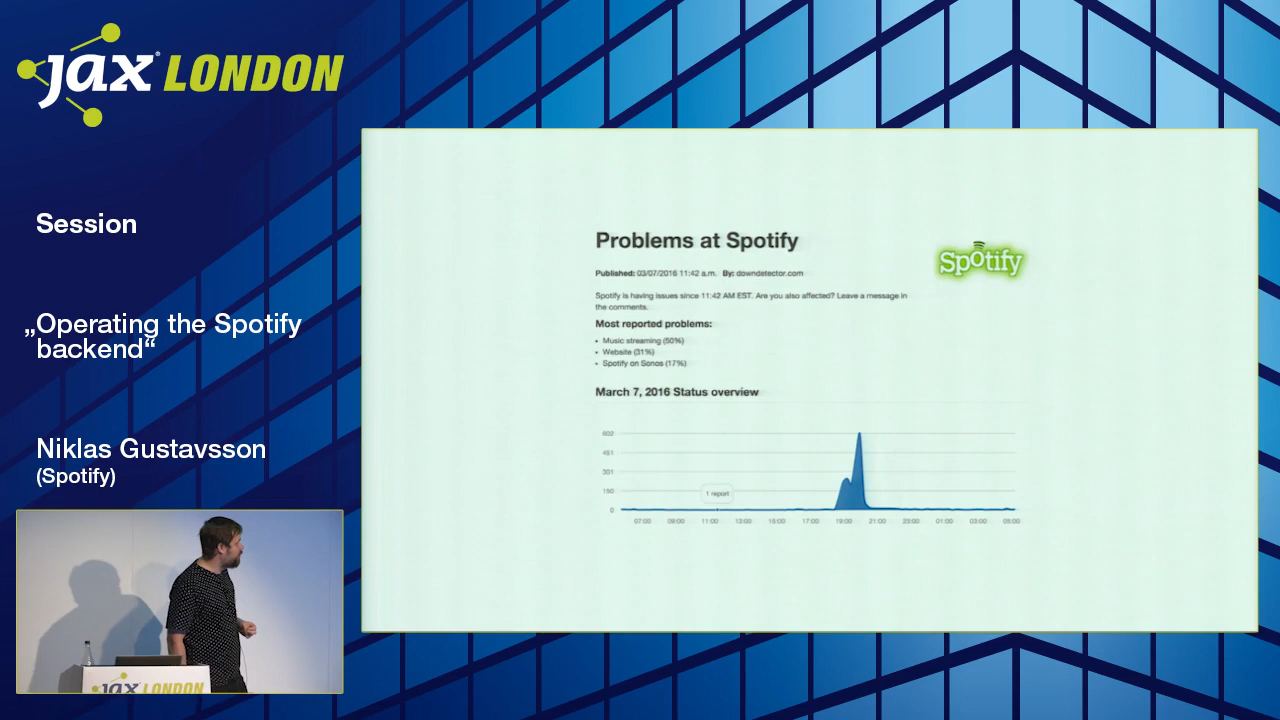 jax® LONDON
Session
„Operating the Spotify
backend“
Niklas Gustavsson
(Spotify)
jax LONDON
Problems at Spotify
Spotify
Published: 03/07/2016 11:42 a.m. By: downdetector.com
Spotify is having issues since 11:42 AM EST. Are you also affected? Leave a message in
the comments.
Most reported problems:
• Music streaming (50%)
• Website (31%)
• Spotify on Sonos (17%)
March 7, 2016 Status overview
602
451
301
150
0
1 report
07:00 09:00 11:00 13:00 15:00 17:00 19:00 21:00 23:00 01:00 03:00 05:00